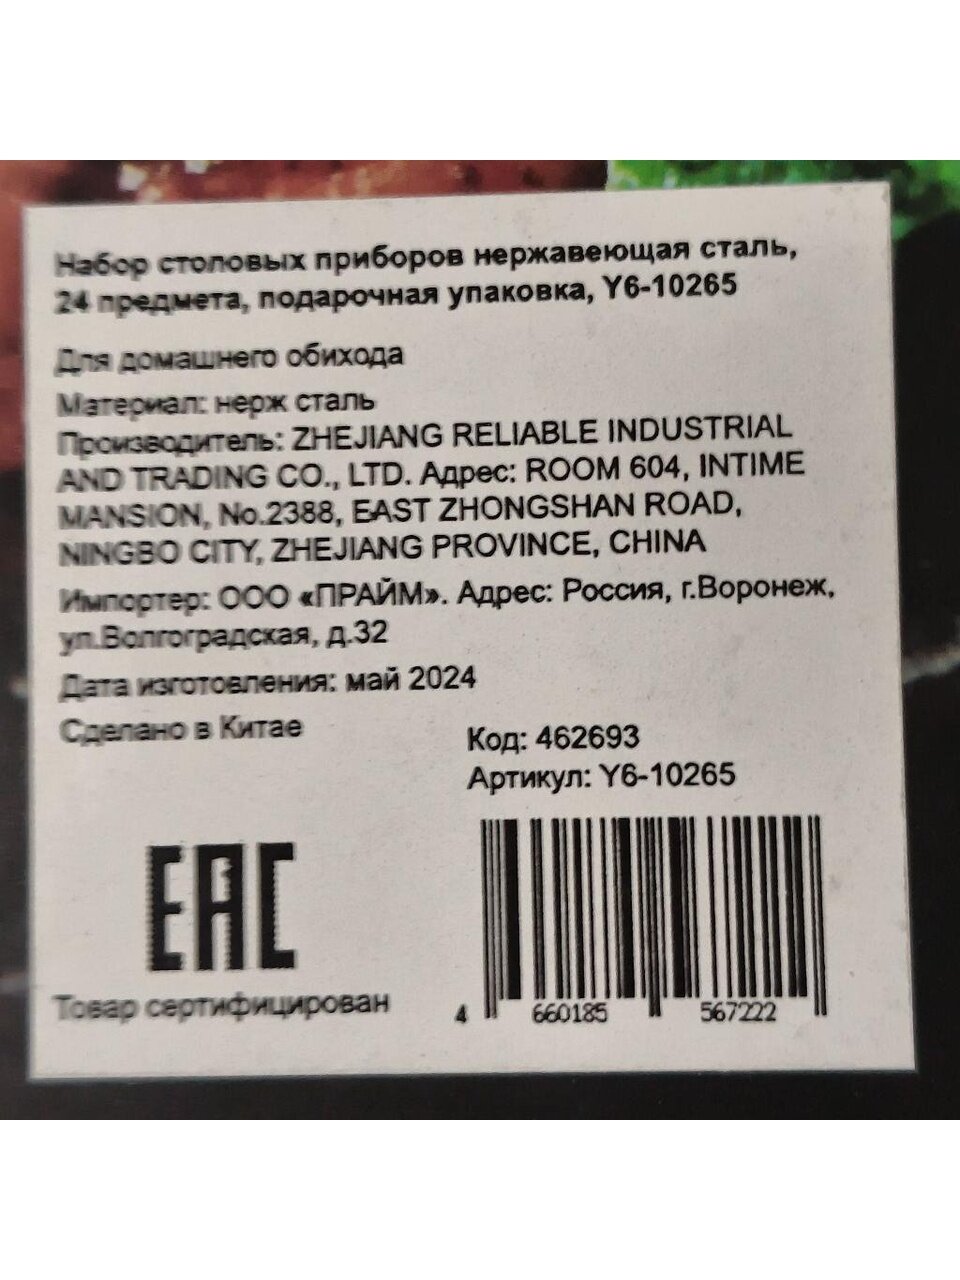 Набор столовых приборов нержавеющая сталь,
24 предмета, подарочная упаковка, Y6-10265
Для домашнего обихода
Материал: нерж сталь
Производитель: ZHEJIANG RELIABLE INDUSTRIAL
AND TRADING CO., LTD. Адрес: ROOM 604, INTIME
MANSION, No.2388, EAST ZHONGSHAN ROAD,
NINGBO CITY, ZHEJIANG PROVINCE, CHINA
Импортер: ООО «ПРАЙМ». Адрес: Россия, г.Воронеж,
ул.Волгоградская, д.32
Дата изготовления: май 2024
Сделано в Китае
Код: 462693
Артикул: Y6-10265
EAC
Товар сертифицирован
4 660185 567222